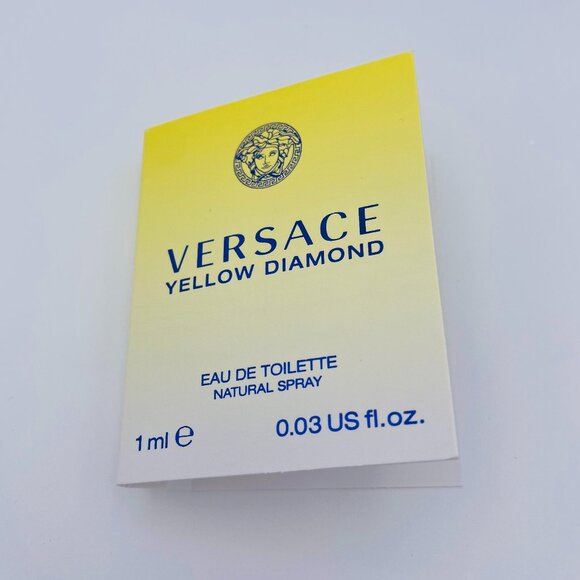 VERSACE
YELLOW DIAMOND
EAU DE TOILETTE
NATURAL SPRAY
1 ml ℮ 0.03 US fl.oz.